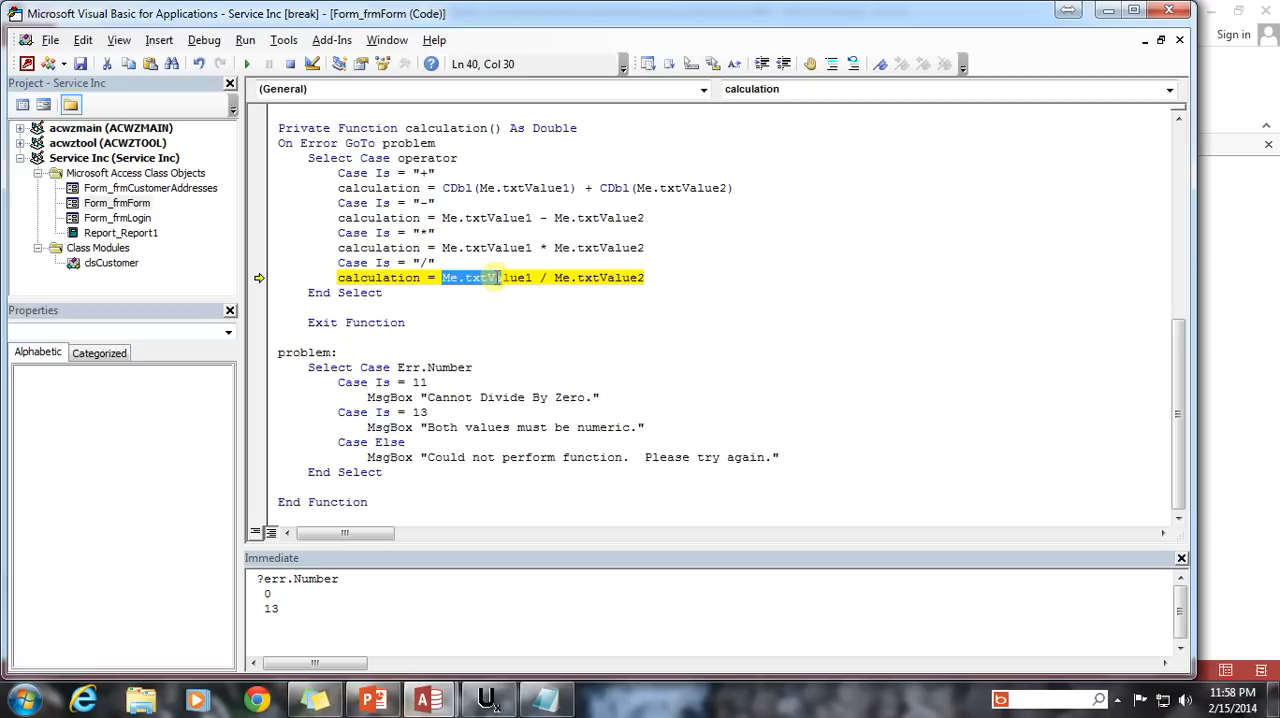 Microsoft Visual Basic for Applications - Service Inc [break] - [Form_frmForm (Code)]
Sign in
File Edit View Insert Debug Run Tools Add-Ins Window Help
Ln 40, Col 30
Project - Service Inc
(General)
calculation
acwzmain (ACWZMAIN)
acwztool (ACWZTOOL)
Service Inc (Service Inc)
Microsoft Access Class Objects
Form_frmCustomerAddresses
Form_frmForm
Form_frmLogin
Report_Report1
Class Modules
clsCustomer
Properties
Alphabetic Categorized
Private Function calculation() As Double
On Error GoTo problem
Select Case operator
Case Is = "+"
calculation = CDbl(Me.txtValue1) + CDbl(Me.txtValue2)
Case Is = "-"
calculation = Me.txtValue1 - Me.txtValue2
Case Is = "*"
calculation = Me.txtValue1 * Me.txtValue2
Case Is = "/"
calculation = Me.txtValue1 / Me.txtValue2
End Select
Exit Function
problem:
Select Case Err.Number
Case Is = 11
MsgBox "Cannot Divide By Zero."
Case Is = 13
MsgBox "Both values must be numeric."
Case Else
MsgBox "Could not perform function.  Please try again."
End Select
End Function
Immediate
?err.Number
0
13
11:58 PM
2/15/2014